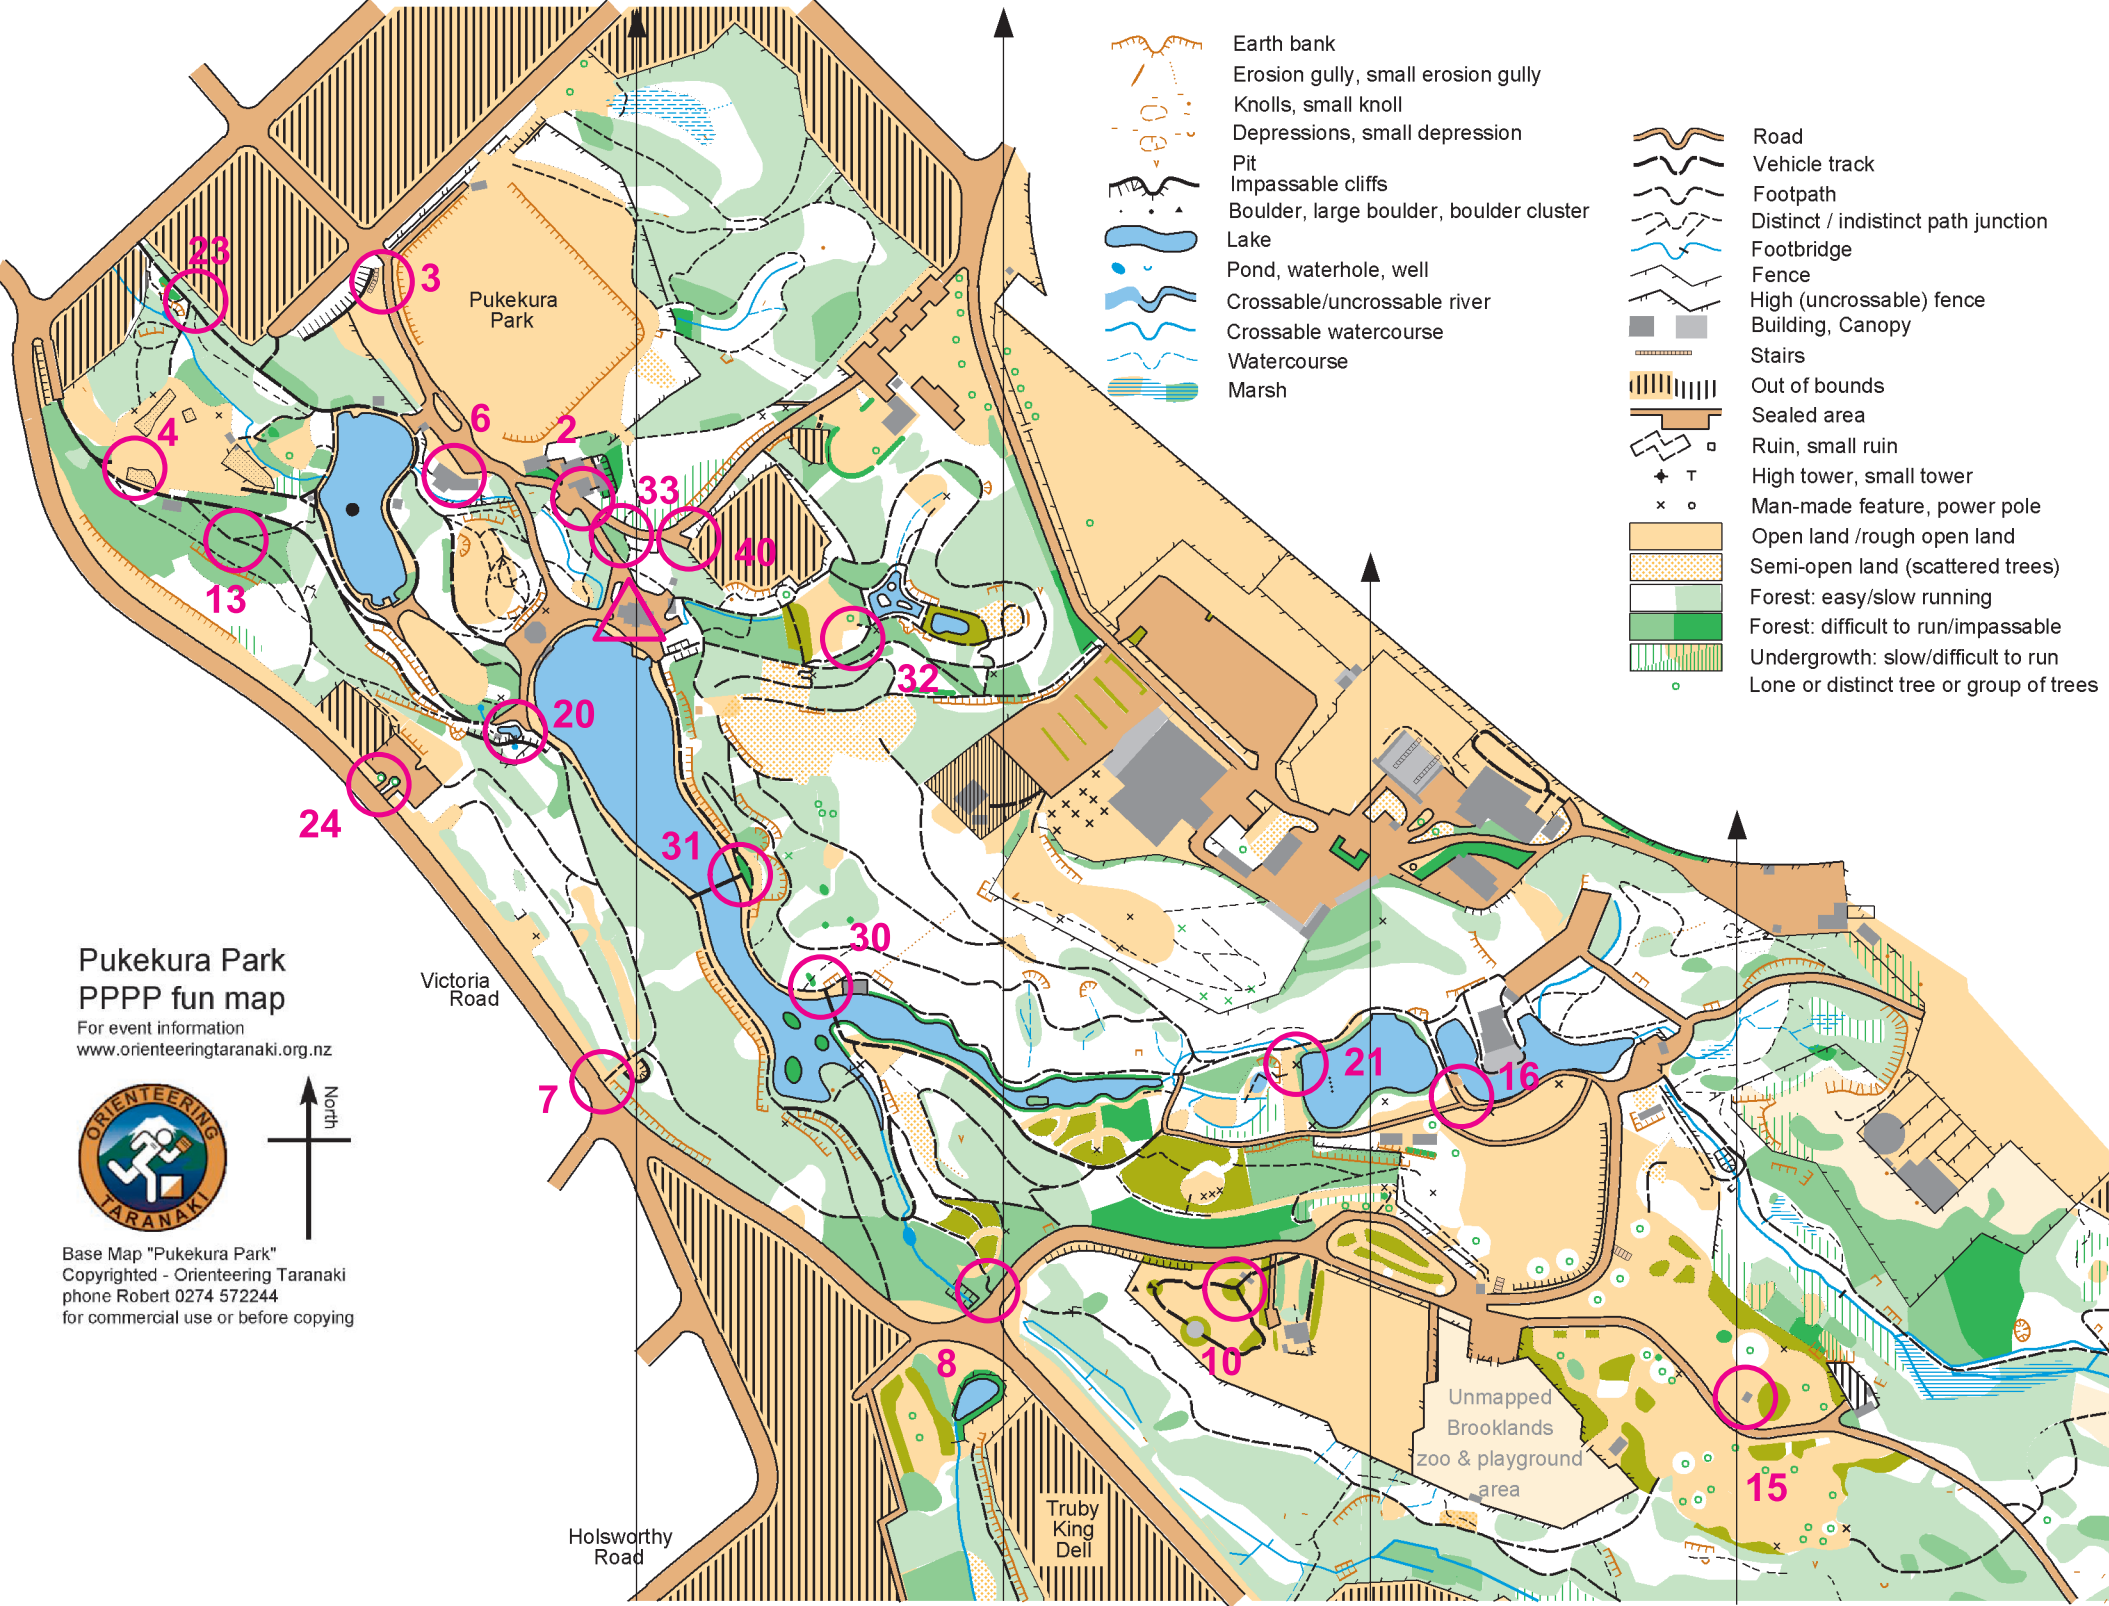 Earth bank
Erosion gully, small erosion gully
Knolls, small knoll
Depressions, small depression
Pit
Impassable cliffs
Boulder, large boulder, boulder cluster
Lake
Pond, waterhole, well
Crossable/uncrossable river
Crossable watercourse
Watercourse
Marsh
Road
Vehicle track
Footpath
Distinct / indistinct path junction
Footbridge
Fence
High (uncrossable) fence
Building, Canopy
Stairs
Out of bounds
Sealed area
Ruin, small ruin
High tower, small tower
Man-made feature, power pole
Open land /rough open land
Semi-open land (scattered trees)
Forest: easy/slow running
Forest: difficult to run/impassable
Undergrowth: slow/difficult to run
Lone or distinct tree or group of trees
23
3
Pukekura
Park
4
6
2
33
40
13
32
20
24
31
30
21
16
7
8
10
15
Pukekura Park
PPPP fun map
For event information
www.orienteeringtaranaki.org.nz
Victoria
Road
North
ORIENTEERING
TARANAKI
Base Map "Pukekura Park"
Copyrighted - Orienteering Taranaki
phone Robert 0274 572244
for commercial use or before copying
Unmapped
Brooklands
zoo & playground
area
Truby
King
Dell
Holsworthy
Road